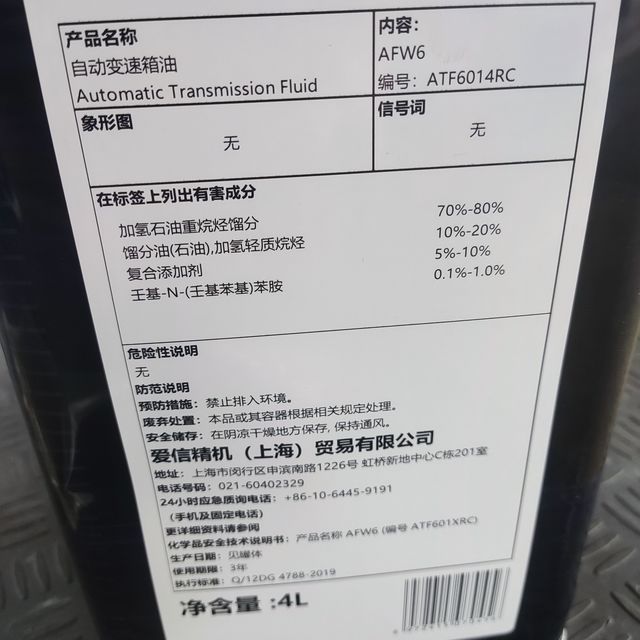 产品名称
自动变速箱油
Automatic Transmission Fluid
内容:
AFW6
编号: ATF6014RC
象形图
无
信号词
无
在标签上列出有害成分
加氢石油重烷烃馏分 70%-80%
馏分油(石油),加氢轻质烷烃 10%-20%
复合添加剂 5%-10%
壬基-N-(壬基苯基)苯胺 0.1%-1.0%
危险性说明
无
防范说明
预防措施: 禁止排入环境。
废弃处置: 本品或其容器根据相关规定处理。
安全储存: 在阴凉干燥地方保存, 保持通风。
爱信精机（上海）贸易有限公司
地址: 上海市闵行区申滨南路1226号 虹桥新地中心C栋201室
电话号码: 021-60402329
24小时应急质询电话: +86-10-6445-9191
（手机及固定电话）
更详细资料请参阅
化学品安全技术说明书: 产品名称 AFW6 (编号 ATF601XRC)
生产日期: 见罐体
使用期限: 3年
执行标准: Q/12DG 4788-2019
净含量 :4L